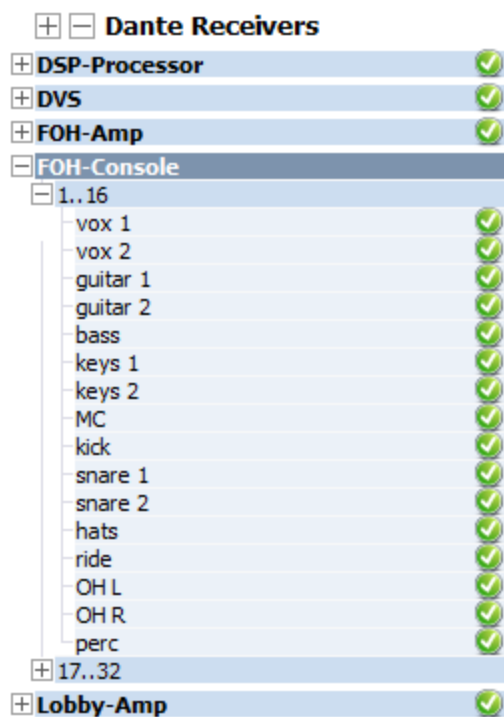 Dante Receivers
DSP-Processor
DVS
FOH-Amp
FOH-Console
1..16
vox 1
vox 2
guitar 1
guitar 2
bass
keys 1
keys 2
MC
kick
snare 1
snare 2
hats
ride
OH L
OH R
perc
17..32
Lobby-Amp